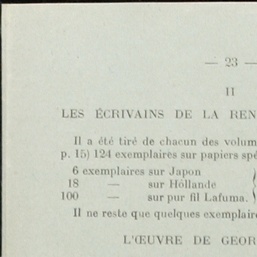 — 23 —
II
LES ÉCRIVAINS DE LA REN
Il a été tiré de chacun des volum
p. 15) 124 exemplaires sur papiers spé
6 exemplaires sur Japon
18 — sur Hollande
100 — sur pur fil Lafuma.
Il ne reste que quelques exemplaire
L'ŒUVRE DE GEOR